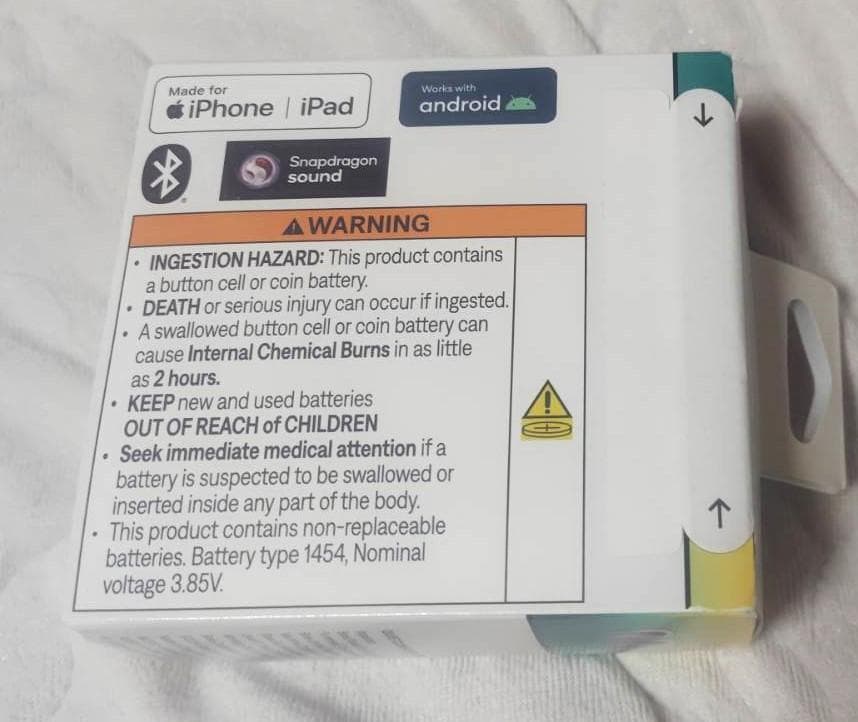 Made for
iPhone | iPad
Works with
android
Snapdragon
sound
WARNING
• INGESTION HAZARD: This product contains
a button cell or coin battery.
• DEATH or serious injury can occur if ingested.
• A swallowed button cell or coin battery can
cause Internal Chemical Burns in as little
as 2 hours.
• KEEP new and used batteries
OUT OF REACH of CHILDREN
• Seek immediate medical attention if a
battery is suspected to be swallowed or
inserted inside any part of the body.
• This product contains non-replaceable
batteries. Battery type 1454, Nominal
voltage 3.85V.